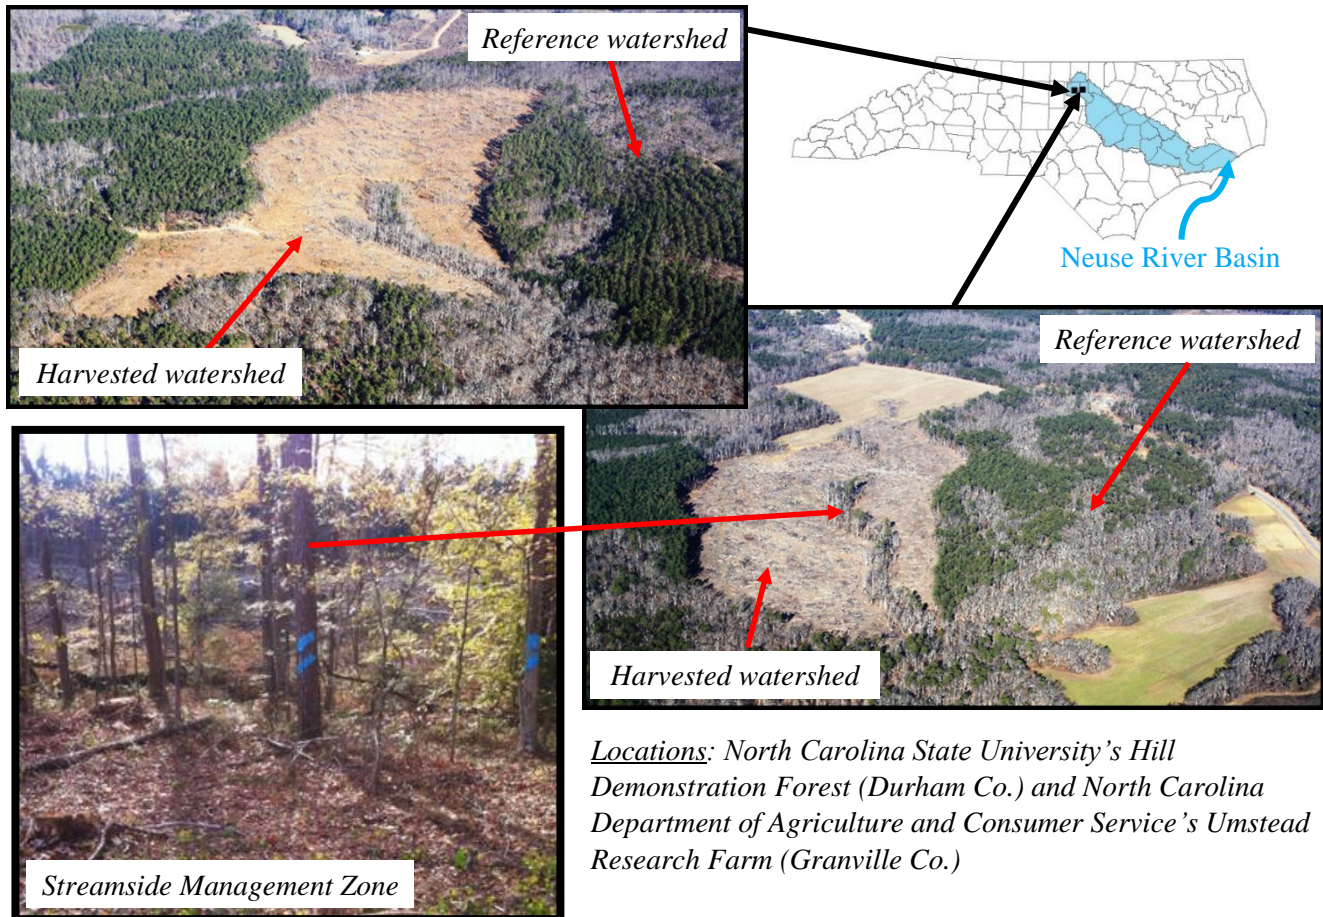 Reference watershed
Harvested watershed
Neuse River Basin
Reference watershed
Harvested watershed
Streamside Management Zone
Locations: North Carolina State University’s Hill
Demonstration Forest (Durham Co.) and North Carolina
Department of Agriculture and Consumer Service’s Umstead
Research Farm (Granville Co.)